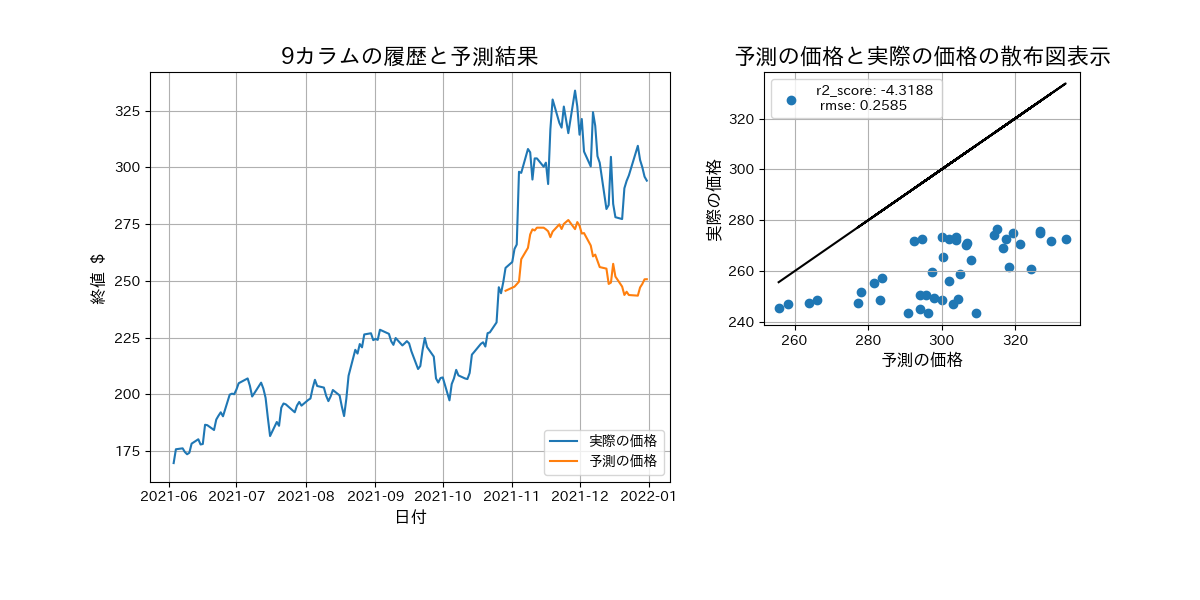 9カラムの履歴と予測結果
325
300
275
250
225
200
175
終値 $
2021-06 2021-07 2021-08 2021-09 2021-10 2021-11 2021-12 2022-01
日付
実際の価格
予測の価格
予測の価格と実際の価格の散布図表示
r2_score: -4.3188
rmse: 0.2585
320
300
280
260
240
実際の価格
260 280 300 320
予測の価格